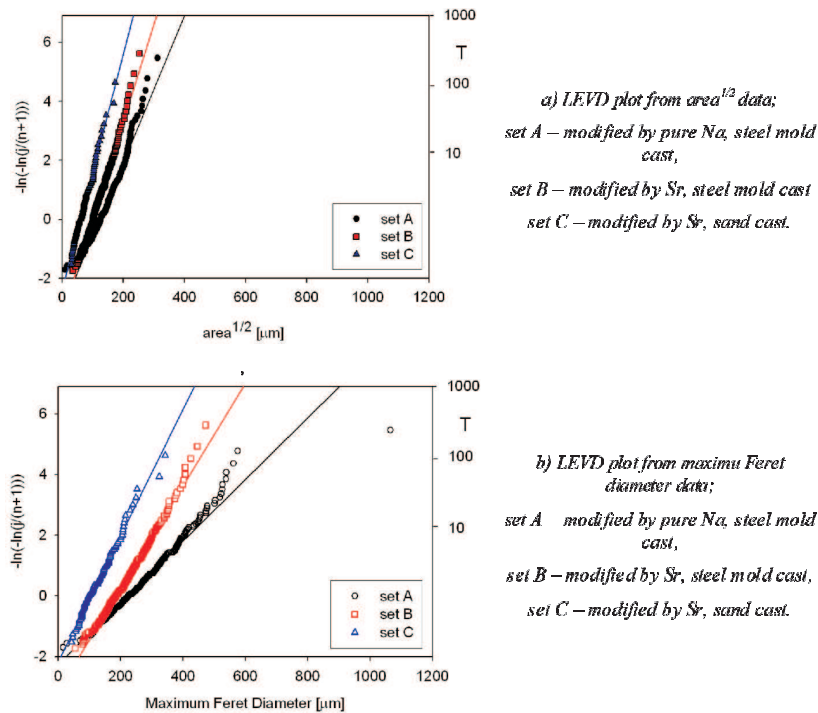 1000
6
T
100
4
2
10
0
-2
-ln(-ln(j/(n+1)))
set A
set B
set C
0 200 400 600 800 1000 1200
area1/2 [μm]
a) LEVD plot from area1/2 data;
set A – modified by pure Na, steel mold
cast,
set B – modified by Sr, steel mold cast
set C – modified by Sr, sand cast.
1000
6
T
100
4
2
10
0
-2
-ln(-ln(j/(n+1)))
set A
set B
set C
0 200 400 600 800 1000 1200
Maximum Feret Diameter [μm]
b) LEVD plot from maximu Feret
diameter data;
set A modified by pure Na, steel mold
cast,
set B – modified by Sr, steel mold cast,
set C – modified by Sr, sand cast.